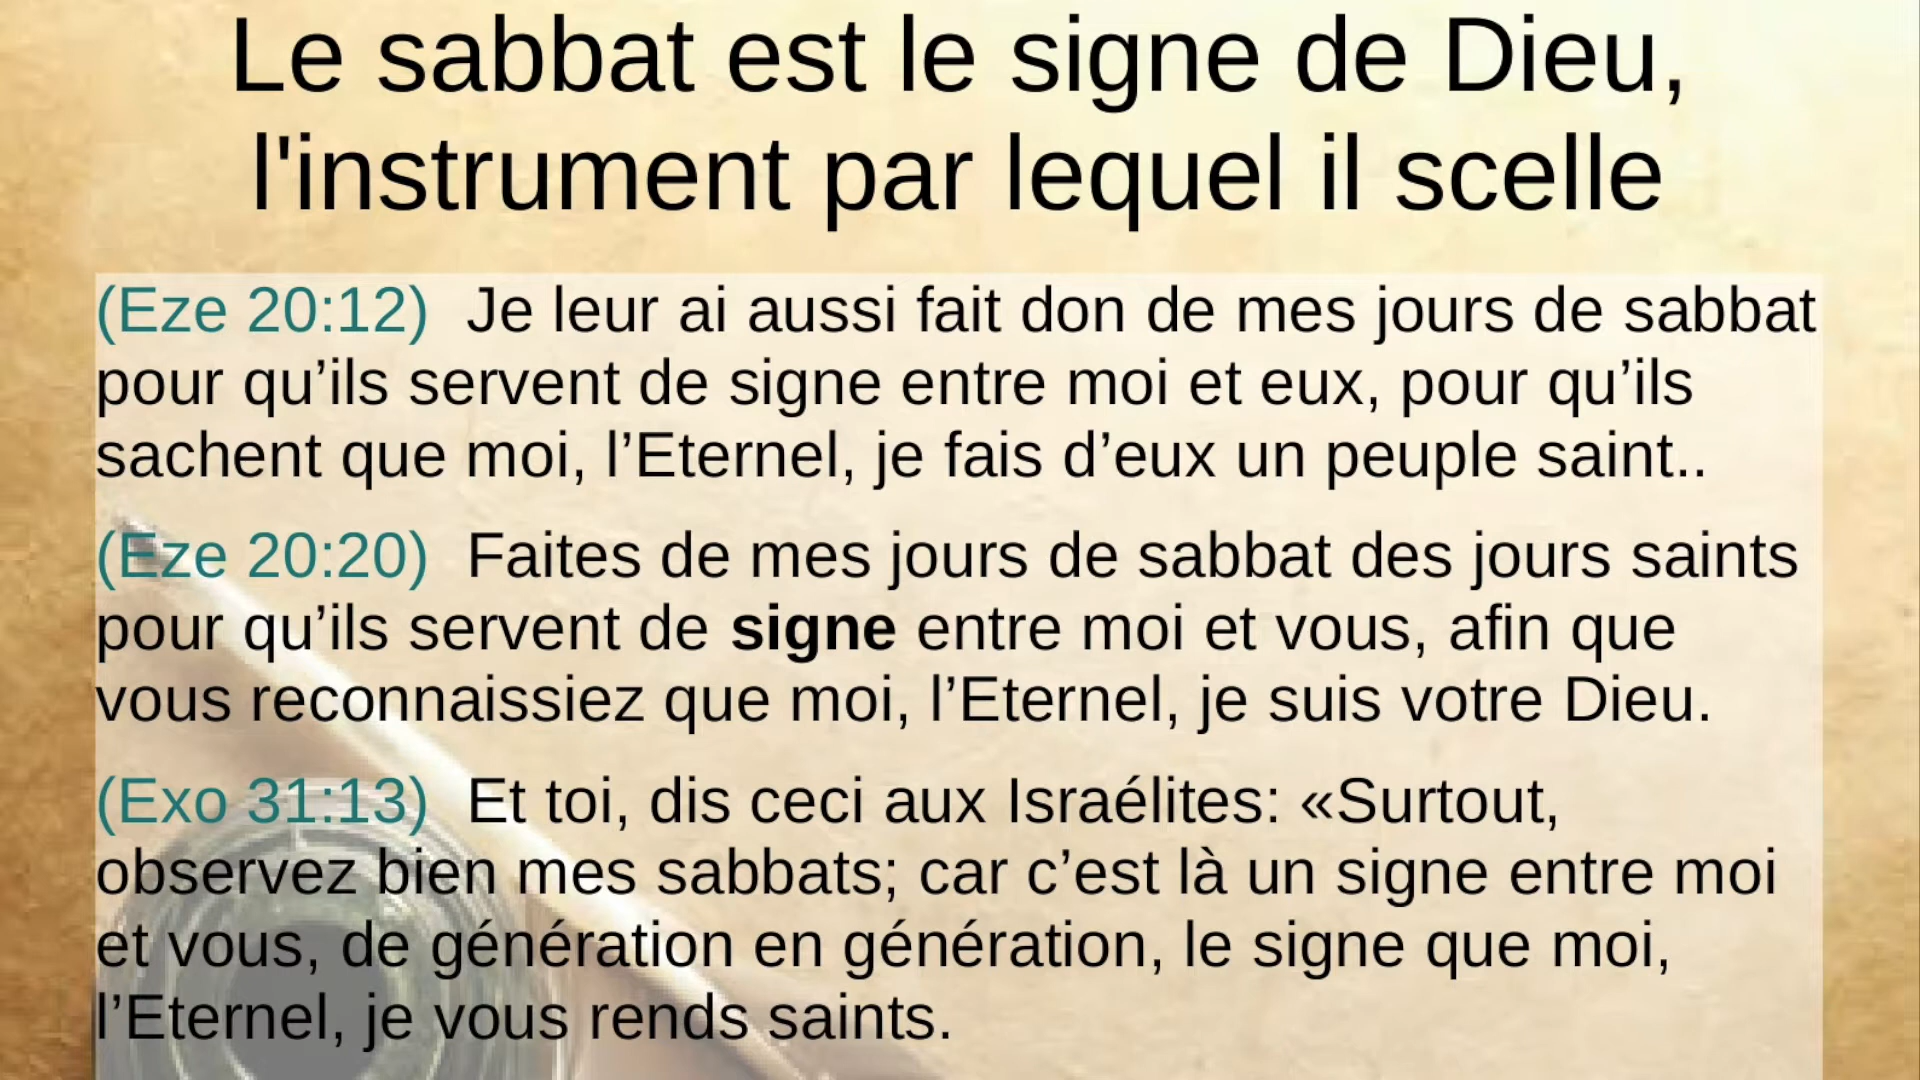 Le sabbat est le signe de Dieu,
l'instrument par lequel il scelle
(Eze 20:12)  Je leur ai aussi fait don de mes jours de sabbat
pour qu’ils servent de signe entre moi et eux, pour qu’ils
sachent que moi, l’Eternel, je fais d’eux un peuple saint..
(Eze 20:20)  Faites de mes jours de sabbat des jours saints
pour qu’ils servent de signe entre moi et vous, afin que
vous reconnaissiez que moi, l’Eternel, je suis votre Dieu.
(Exo 31:13)  Et toi, dis ceci aux Israélites: «Surtout,
observez bien mes sabbats; car c’est là un signe entre moi
et vous, de génération en génération, le signe que moi,
l’Eternel, je vous rends saints.